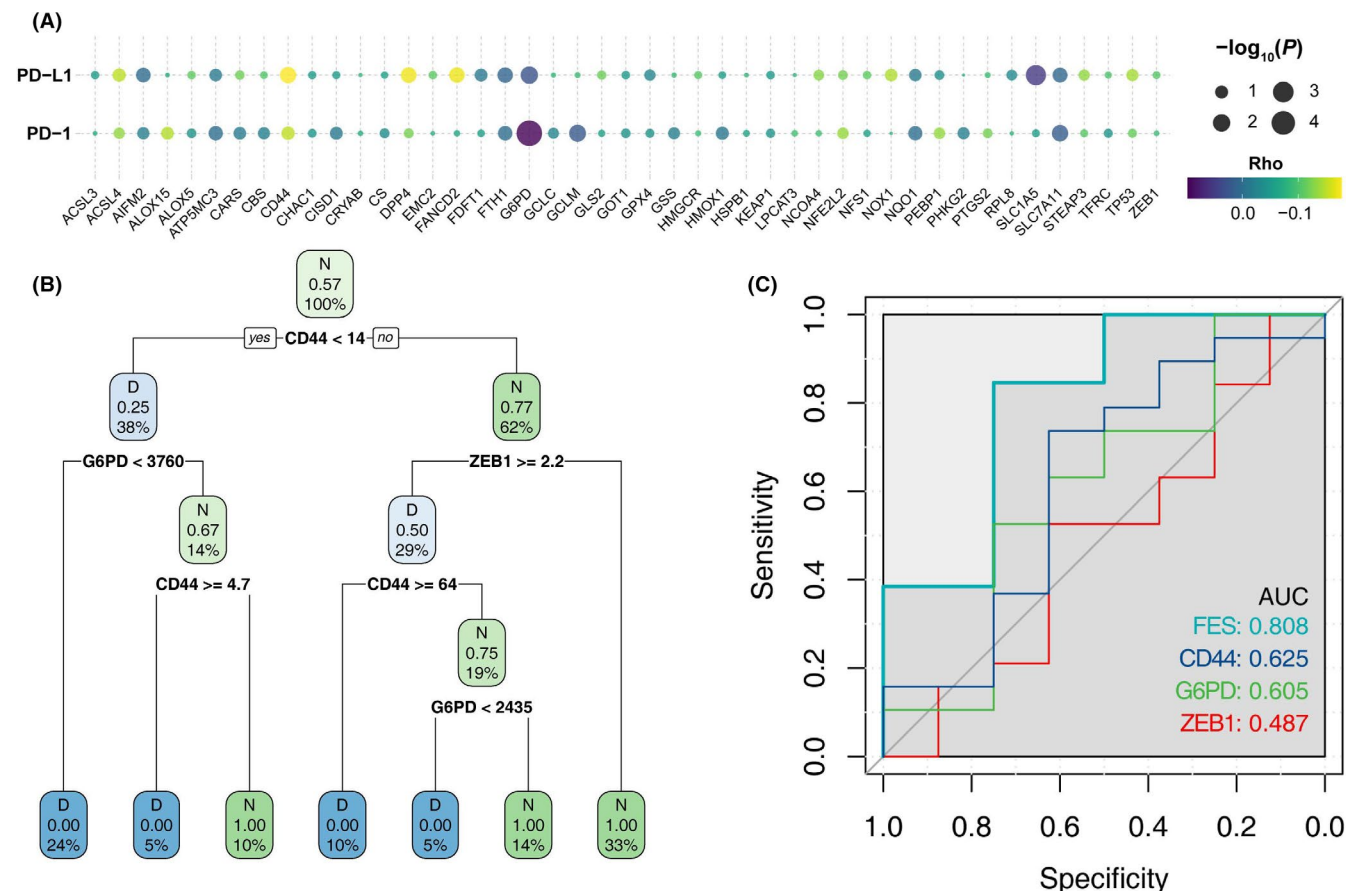 (A)
PD-L1
PD-1
ACSL3 ACSL4 AIFM2 ALOX15 ALOX5 ATP5MC3 CARS CBS CD44 CHAC1 CISD1 CRYAB CS DPP4 EMC2 FANCD2 FDFT1 FTH1 G6PD GCLC GCLM GLS2 GOT1 GPX4 GSS HMGCR HMOX1 HSPB1 KEAP1 LPCAT3 NCOA4 NFE2L2 NFS1 NOX1 NQO1 PEBP1 PHKG2 PTGS2 RPL8 SLC1A5 SLC7A11 STEAP3 TFRC TP53 ZEB1
−log10(P)
1 3
2 4
Rho
0.0 −0.1
(B)
N
0.57
100%
yes CD44 < 14 no
D
0.25
38%
N
0.77
62%
G6PD < 3760
ZEB1 >= 2.2
N
0.67
14%
D
0.50
29%
CD44 >= 4.7
CD44 >= 64
N
0.75
19%
G6PD < 2435
D
0.00
24%
D
0.00
5%
N
1.00
10%
D
0.00
10%
D
0.00
5%
N
1.00
14%
N
1.00
33%
(C)
Sensitivity
1.0
0.8
0.6
0.4
0.2
0.0
AUC
FES: 0.808
CD44: 0.625
G6PD: 0.605
ZEB1: 0.487
1.0 0.8 0.6 0.4 0.2 0.0
Specificity